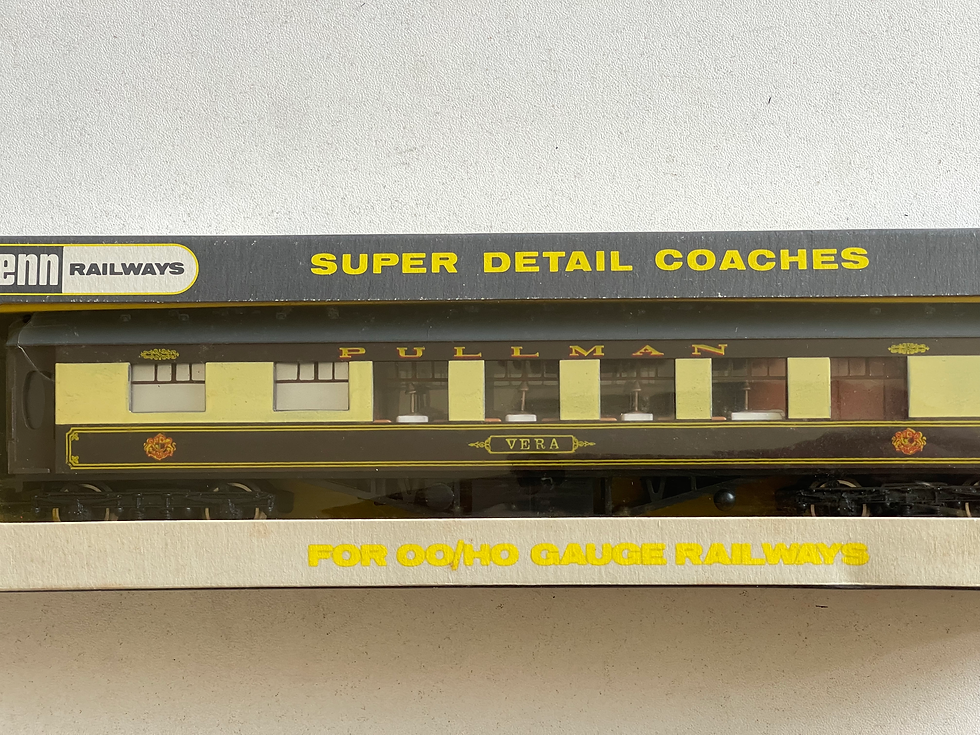 enn RAILWAYS
SUPER DETAIL COACHES
PULLMAN
VERA
FOR OO/HO GAUGE RAILWAYS